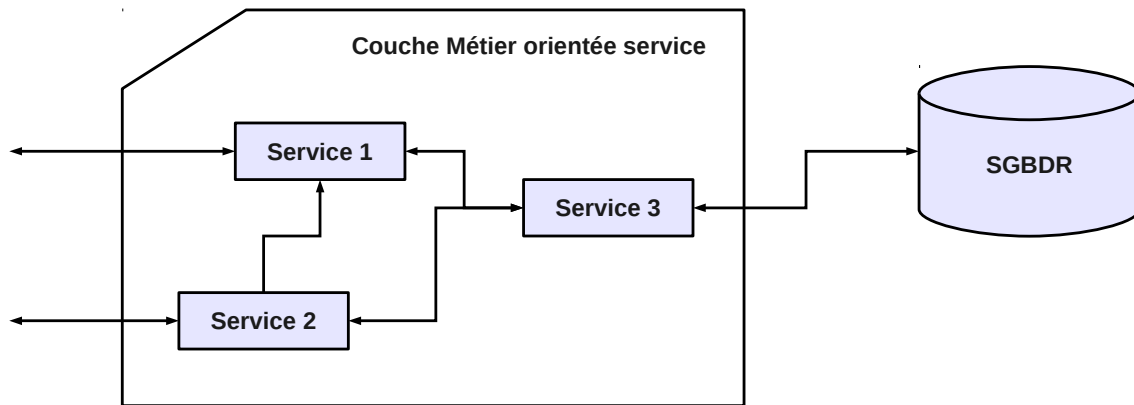 Couche Métier orientée service
Service 1
SGBDR
Service 3
Service 2